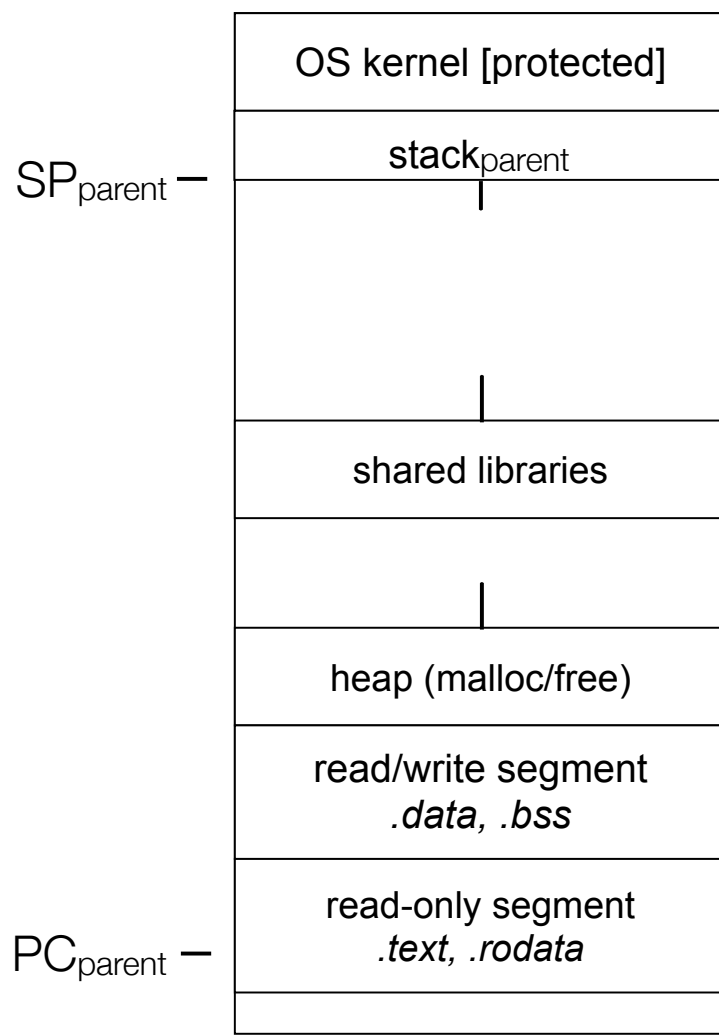 OS kernel [protected]
stackparent
SPparent
shared libraries
heap (malloc/free)
read/write segment
.data, .bss
read-only segment
.text, .rodata
PCparent